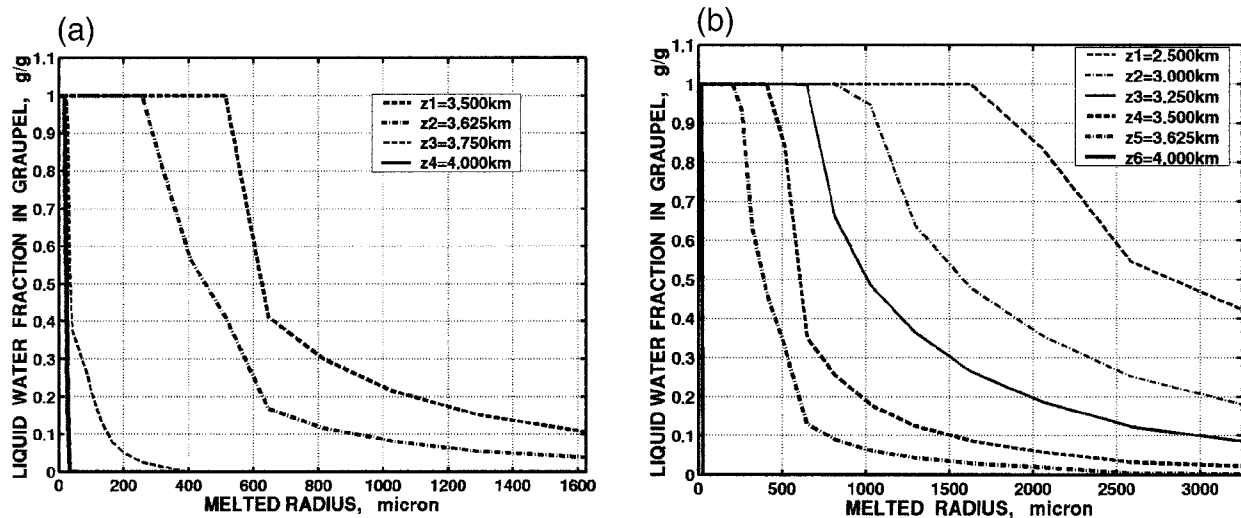 (a)
LIQUID WATER FRACTION IN GRAUPEL, g/g
1.1
1
0.9
0.8
0.7
0.6
0.5
0.4
0.3
0.2
0.1
0
z1=3,500km
z2=3.625km
z3=3,750km
z4=4,000km
0 200 400 600 800 1000 1200 1400 1600
MELTED RADIUS, micron
(b)
LIQUID WATER FRACTION IN GRAUPEL, g/g
1.1
1
0.9
0.8
0.7
0.6
0.5
0.4
0.3
0.2
0.1
0
z1=2.500km
z2=3.000km
z3=3.250km
z4=3.500km
z5=3.625km
z6=4.000km
0 500 1000 1500 2000 2500 3000
MELTED RADIUS, micron